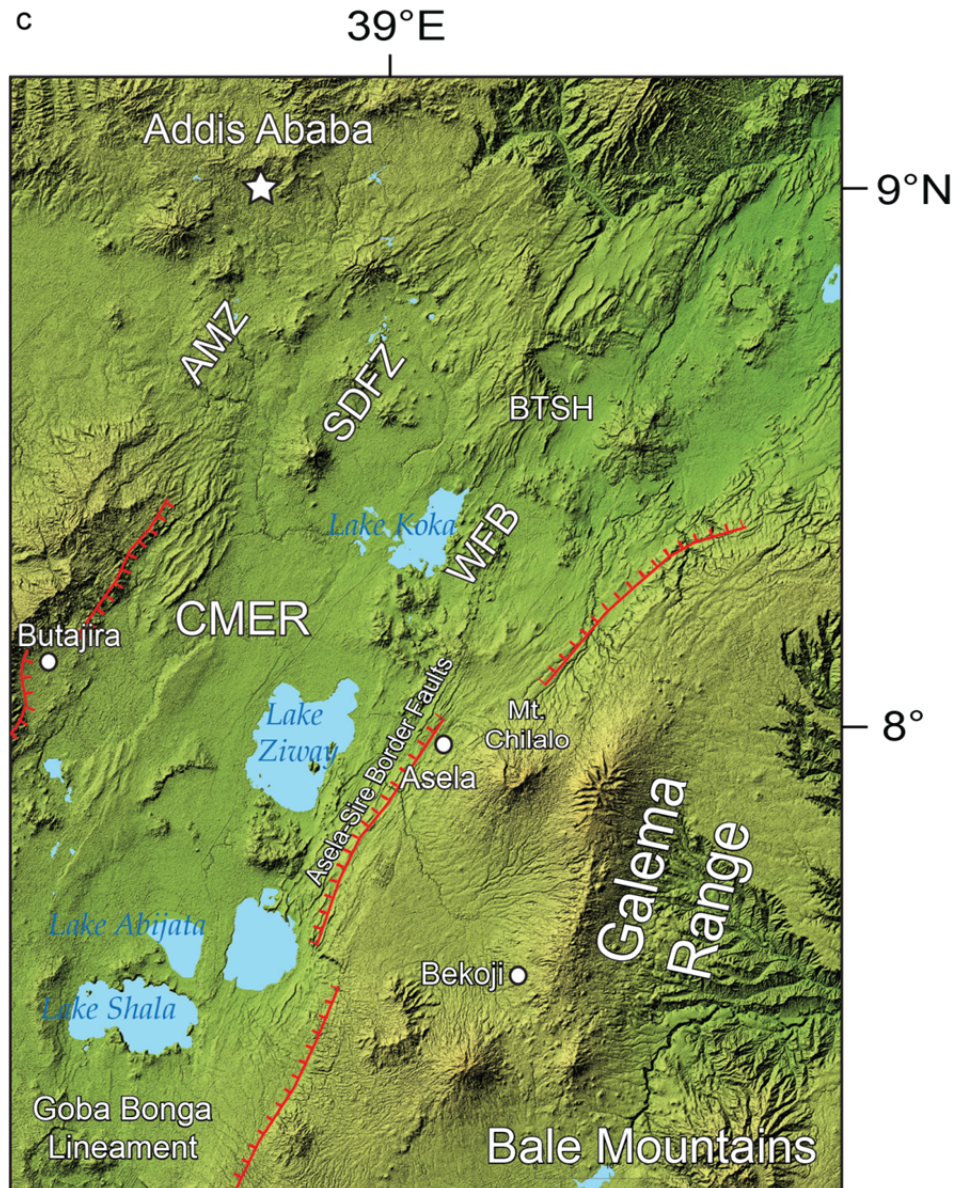 c
39°E
Addis Ababa
9°N
AMZ
SDFZ
BTSH
Lake Koka
WFB
CMER
Butajira
Lake
Ziway
Asela-Sire Border Faults
Mt.
Chilalo
8°
Asela
Galema
Range
Lake Abijata
Bekoji
Lake Shala
Goba Bonga
Lineament
Bale Mountains